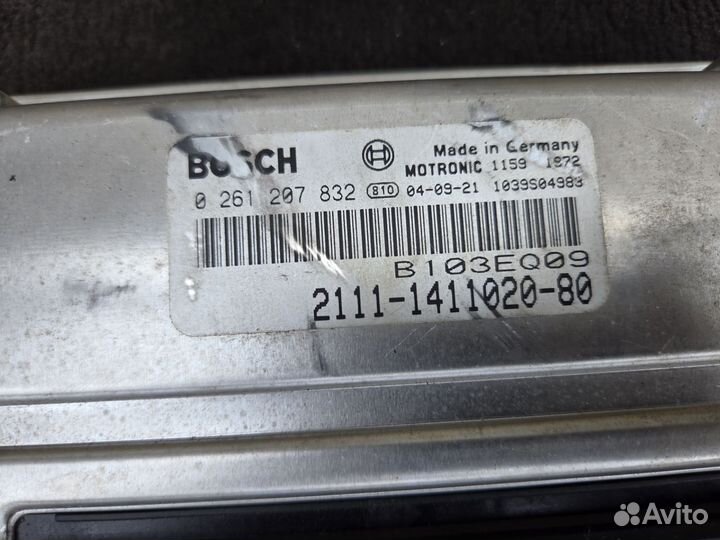 BOSCH
Made in Germany
MOTRONIC 1159 1872
0 261 207 832 810 04-09-21 1039S04983
B103EQ09
2111-1411020-80
Avito